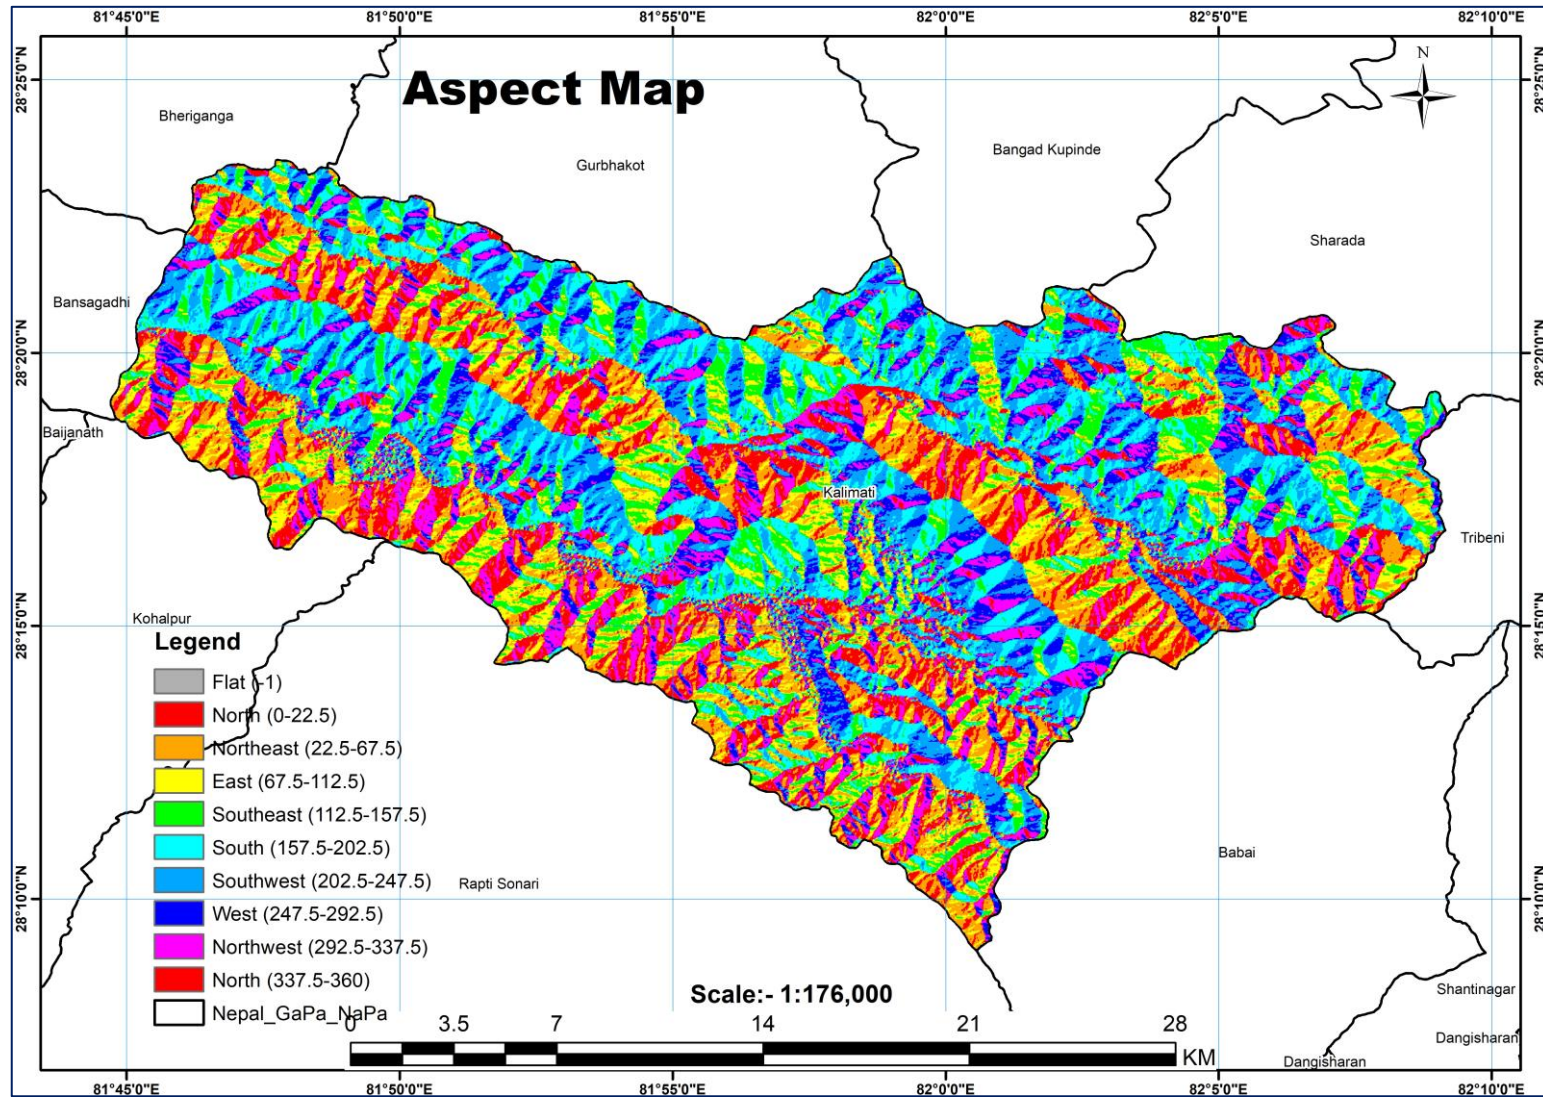 81°45'0"E 81°50'0"E 81°55'0"E 82°0'0"E 82°5'0"E 82°10'0"E
28°25'0"N 28°25'0"N
Aspect Map
N
Bheriganga
Gurbhakot
Bangad Kupinde
Sharada
Bansagadhi
28°20'0"N 28°20'0"N
Baijanath
Kalimati
Tribeni
Kohalpur
28°15'0"N 28°15'0"N
Legend
Flat (-1)
North (0-22.5)
Northeast (22.5-67.5)
East (67.5-112.5)
Southeast (112.5-157.5)
South (157.5-202.5)
Southwest (202.5-247.5)
West (247.5-292.5)
Northwest (292.5-337.5)
North (337.5-360)
Nepal_GaPa_NaPa
Babai
Rapti Sonari
28°10'0"N 28°10'0"N
Scale:- 1:176,000
0 3.5 7 14 21 28
KM
Shantinagar
Dangisharan
Dangisharan
81°45'0"E 81°50'0"E 81°55'0"E 82°0'0"E 82°5'0"E 82°10'0"E